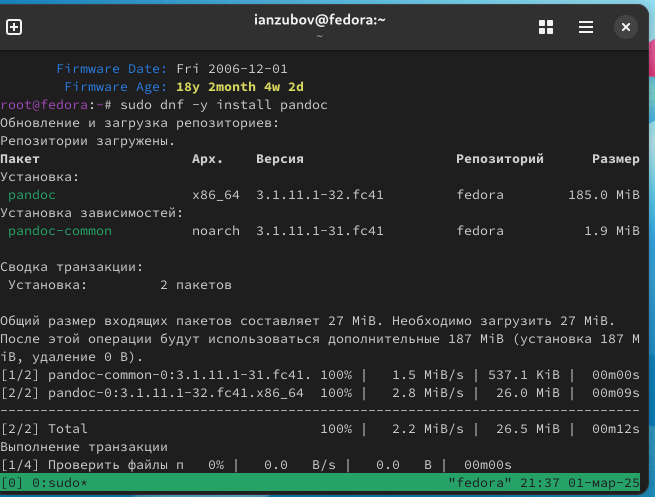 ianzubov@fedora:~
~
Firmware Date: Fri 2006-12-01
Firmware Age: 18y 2month 4w 2d
root@fedora:~# sudo dnf -y install pandoc
Обновление и загрузка репозиториев:
Репозитории загружены.
Пакет Арх. Версия Репозиторий Размер
Установка:
pandoc x86_64 3.1.11.1-32.fc41 fedora 185.0 MiB
Установка зависимостей:
pandoc-common noarch 3.1.11.1-31.fc41 fedora 1.9 MiB
Сводка транзакции:
Установка: 2 пакетов
Общий размер входящих пакетов составляет 27 MiB. Необходимо загрузить 27 MiB.
После этой операции будут использоваться дополнительные 187 MiB (установка 187 M
iB, удаление 0 B).
[1/2] pandoc-common-0:3.1.11.1-31.fc41. 100% | 1.5 MiB/s | 537.1 KiB | 00m00s
[2/2] pandoc-0:3.1.11.1-32.fc41.x86_64 100% | 2.8 MiB/s | 26.0 MiB | 00m09s
--------------------------------------------------------------------------------
[2/2] Total 100% | 2.2 MiB/s | 26.5 MiB | 00m12s
Выполнение транзакции
[1/4] Проверить файлы п 0% | 0.0 B/s | 0.0 B | 00m00s
[0] 0:sudo* "fedora" 21:37 01-мар-25